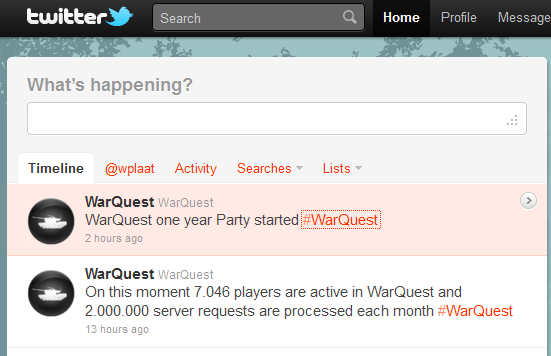 twitter Search Home Profile Message
What's happening?
Timeline @wplaat Activity Searches Lists
WarQuest WarQuest
WarQuest one year Party started #WarQuest
2 hours ago
WarQuest WarQuest
On this moment 7.046 players are active in WarQuest and
2.000.000 server requests are processed each month #WarQuest
13 hours ago